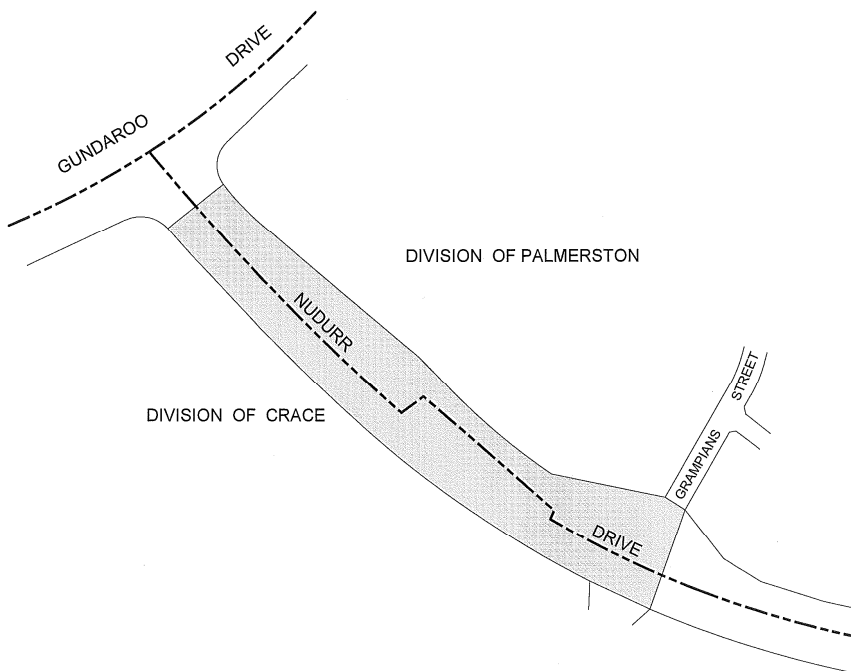 GUNDAROO DRIVE
DIVISION OF PALMERSTON
NUDURR DRIVE
DIVISION OF CRACE
GRAMPIANS STREET